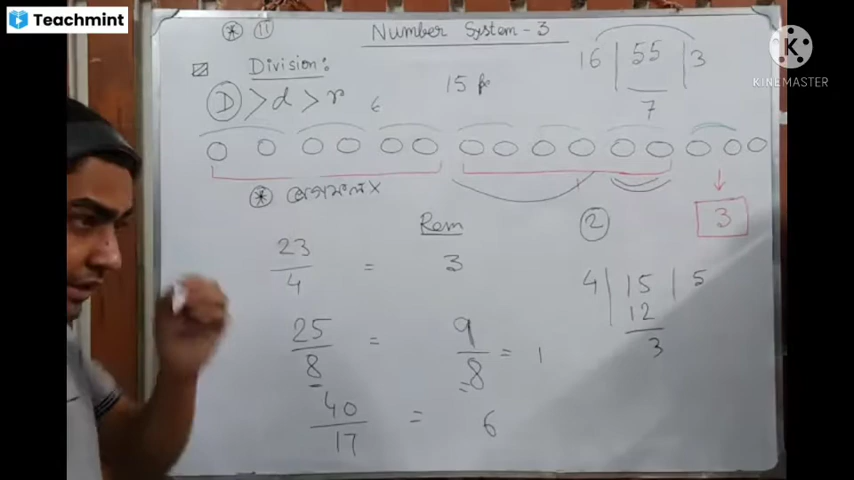 Teachmint
KINEMASTER
* 11 Number System - 3
Division:
D > d > r
6
15
16 | 55 | 3
7
3
Rem
2
23/4 = 3
4 | 15 | 5
12
3
25/8 = 9/8 = 1
40/17 = 6